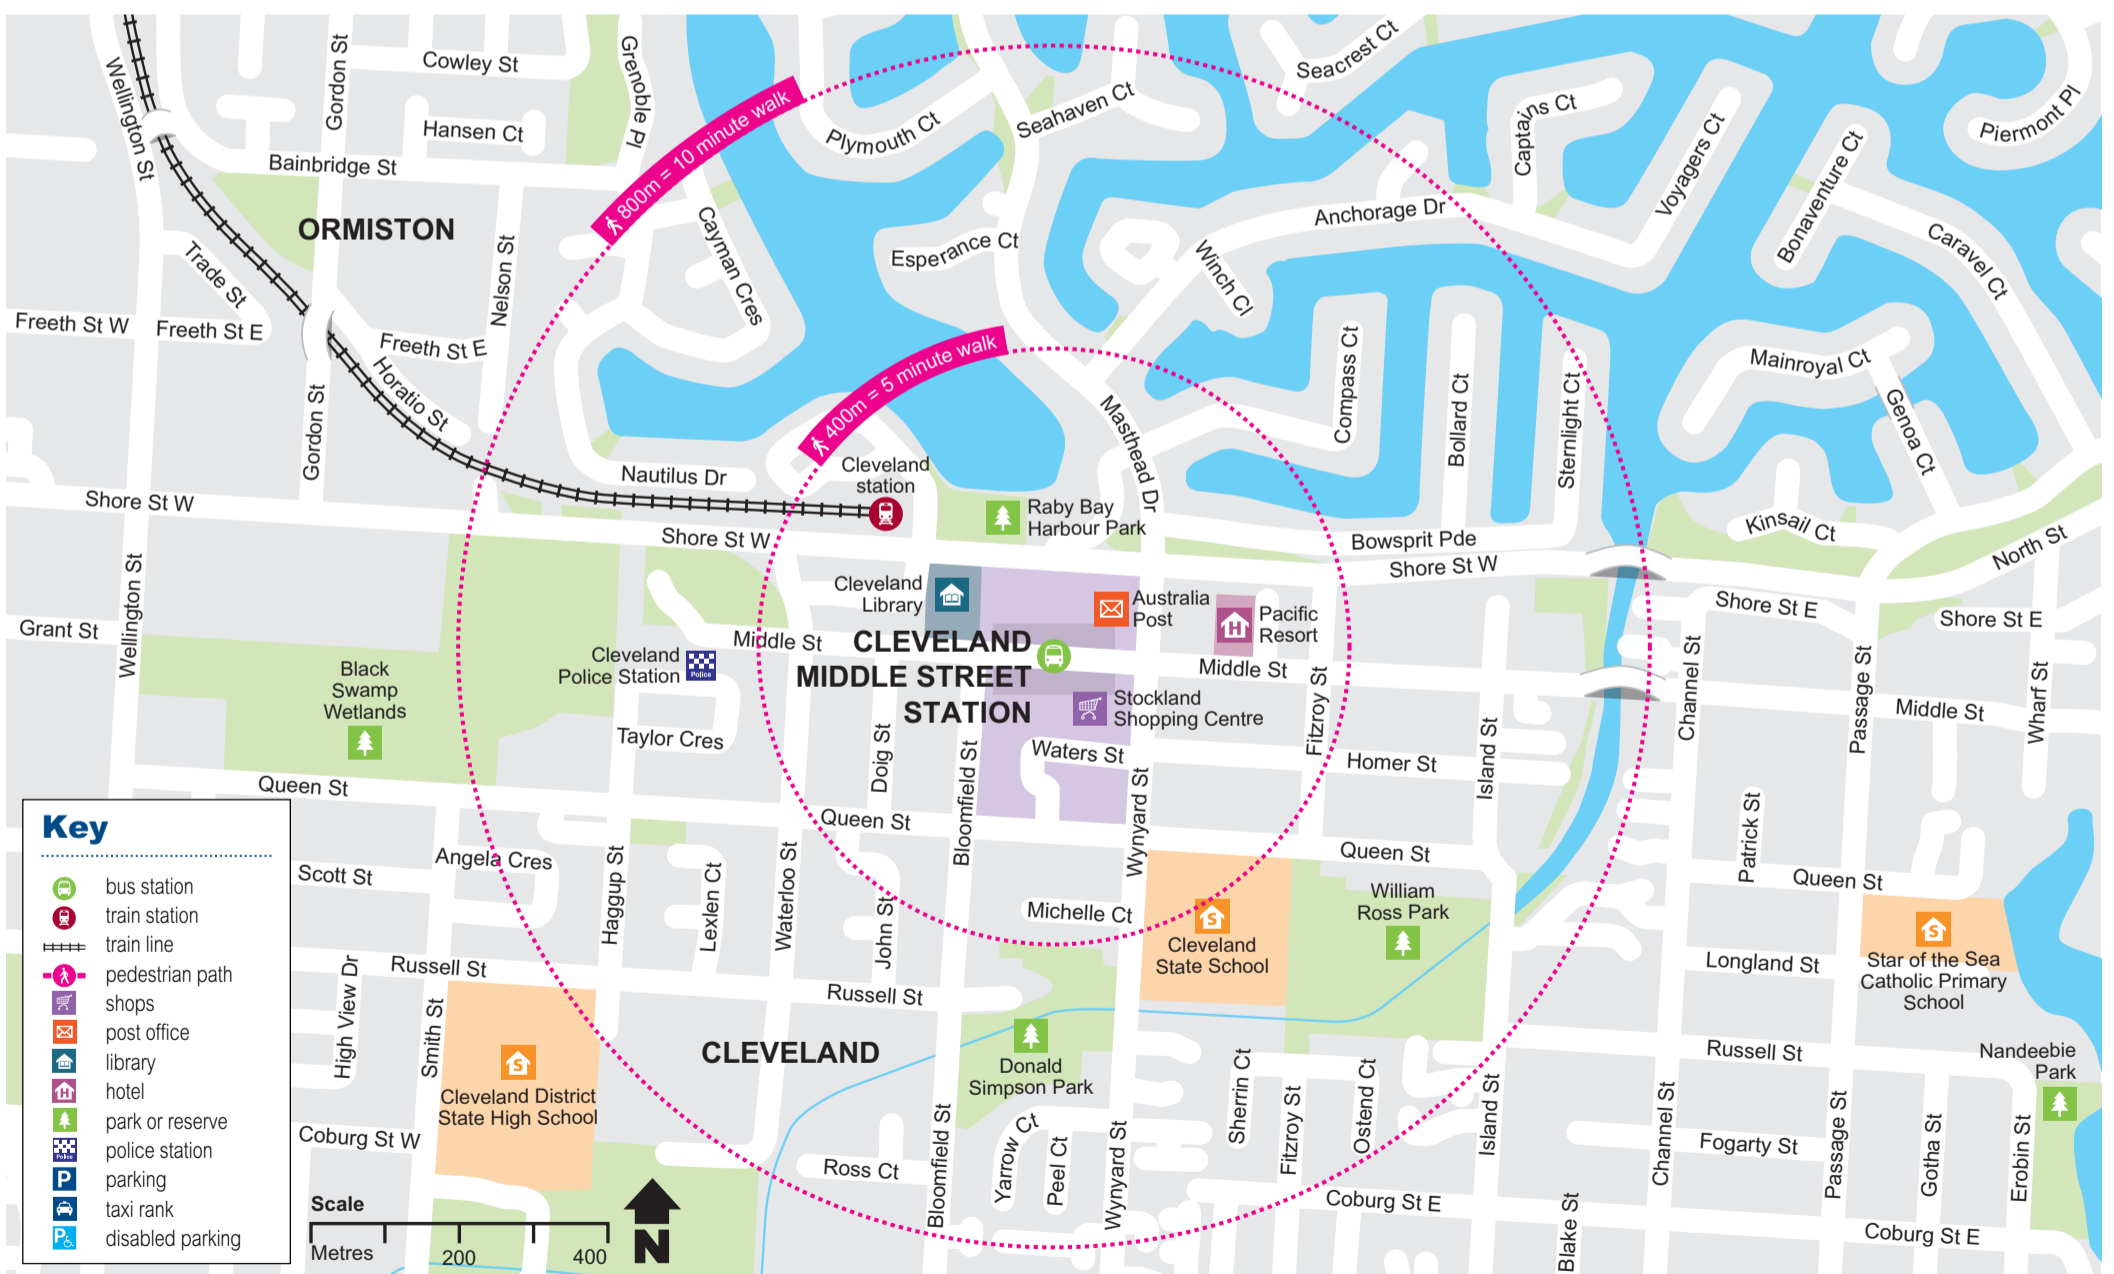 Wellington St
Gordon St
Cowley St
Grenoble Pl
Hansen Ct
Bainbridge St
ORMISTON
Trade St
Nelson St
Freeth St W
Freeth St E
Freeth St E
Horatio St
Gordon St
Shore St W
Wellington St
Grant St
800m = 10 minute walk
Plymouth Ct
Seahaven Ct
Seacrest Ct
Captains Ct
Voyagers Ct
Bonaventure Ct
Piermont Pl
Caravel Ct
Cayman Cres
Esperance Ct
Anchorage Dr
Winch Cl
400m = 5 minute walk
Masthead Dr
Compass Ct
Bollard Ct
Sternlight Ct
Mainroyal Ct
Genoa Ct
Kinsail Ct
North St
Nautilus Dr
Cleveland
station
Raby Bay
Harbour Park
Shore St W
Bowsprit Pde
Shore St W
Shore St E
Shore St E
Cleveland
Library
Australia
Post
Pacific
Resort
Middle St
CLEVELAND
MIDDLE STREET
STATION
Middle St
Middle St
Cleveland
Police Station
Police
Black
Swamp
Wetlands
Stockland
Shopping Centre
Taylor Cres
Doig St
Bloomfield St
Waters St
Wynyard St
Fitzroy St
Homer St
Island St
Channel St
Passage St
Wharf St
Queen St
Queen St
Queen St
Queen St
Patrick St
Scott St
Angela Cres
Haggup St
Lexlen Ct
Waterloo St
John St
Michelle Ct
Cleveland
State School
William
Ross Park
Star of the Sea
Catholic Primary
School
Longland St
Russell St
Russell St
Russell St
High View Dr
Smith St
CLEVELAND
Cleveland District
State High School
Donald
Simpson Park
Nandeebie
Park
Coburg St W
Ross Ct
Bloomfield St
Yarrow Ct
Peel Ct
Wynyard St
Sherrin Ct
Fitzroy St
Ostend Ct
Island St
Channel St
Fogarty St
Passage St
Gotha St
Erobin St
Coburg St E
Blake St
Coburg St E
Key
bus station
train station
train line
pedestrian path
shops
post office
library
H hotel
park or reserve
Police police station
P parking
taxi rank
P disabled parking
Scale
Metres 200 400
N
H
S
S
S